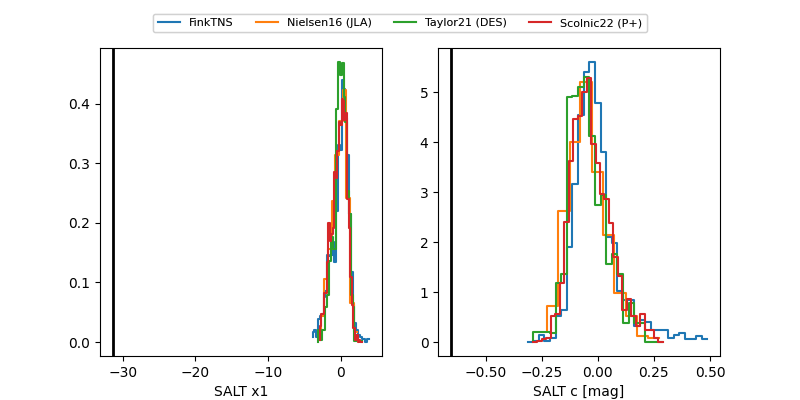 FinkTNS Nielsen16 (JLA) Taylor21 (DES) Scolnic22 (P+)
0.4
0.3
0.2
0.1
0.0
−30 −20 −10 0
SALT x1
5
4
3
2
1
0
−0.50 −0.25 0.00 0.25 0.50
SALT c [mag]